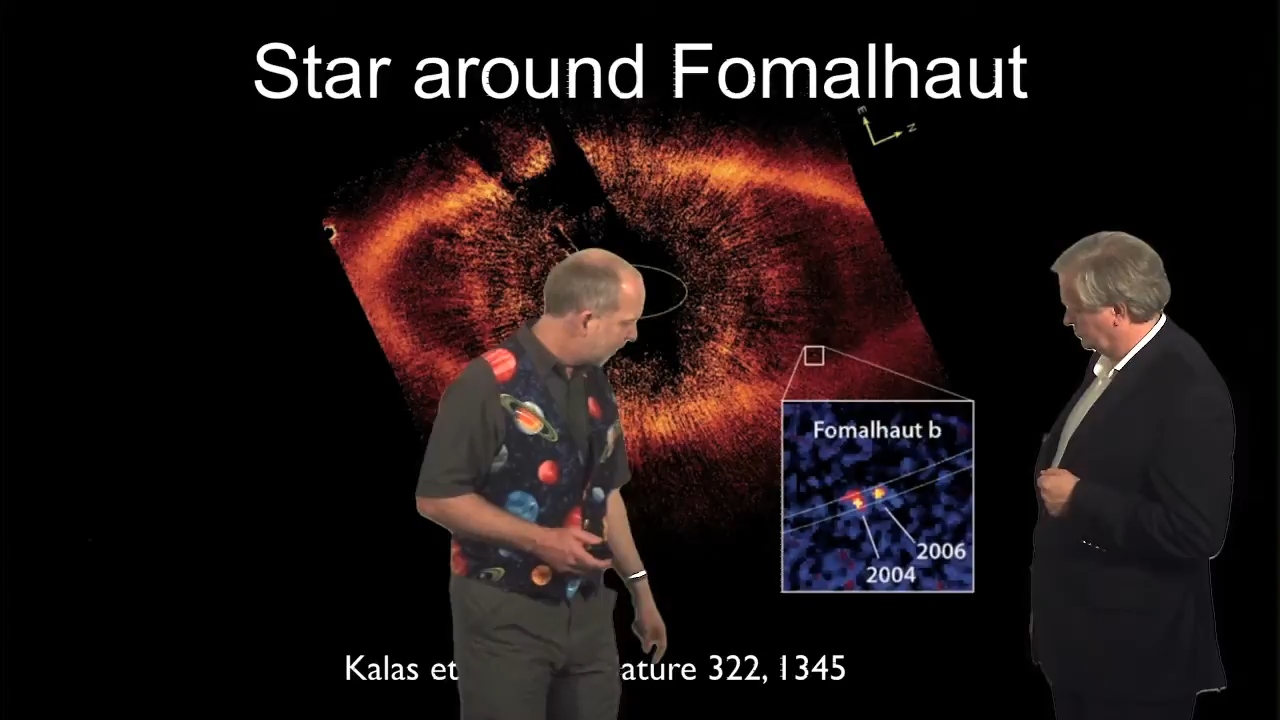 Star around Fomalhaut
E
N
Fomalhaut b
2006
2004
Kalas et ature 322, 1345